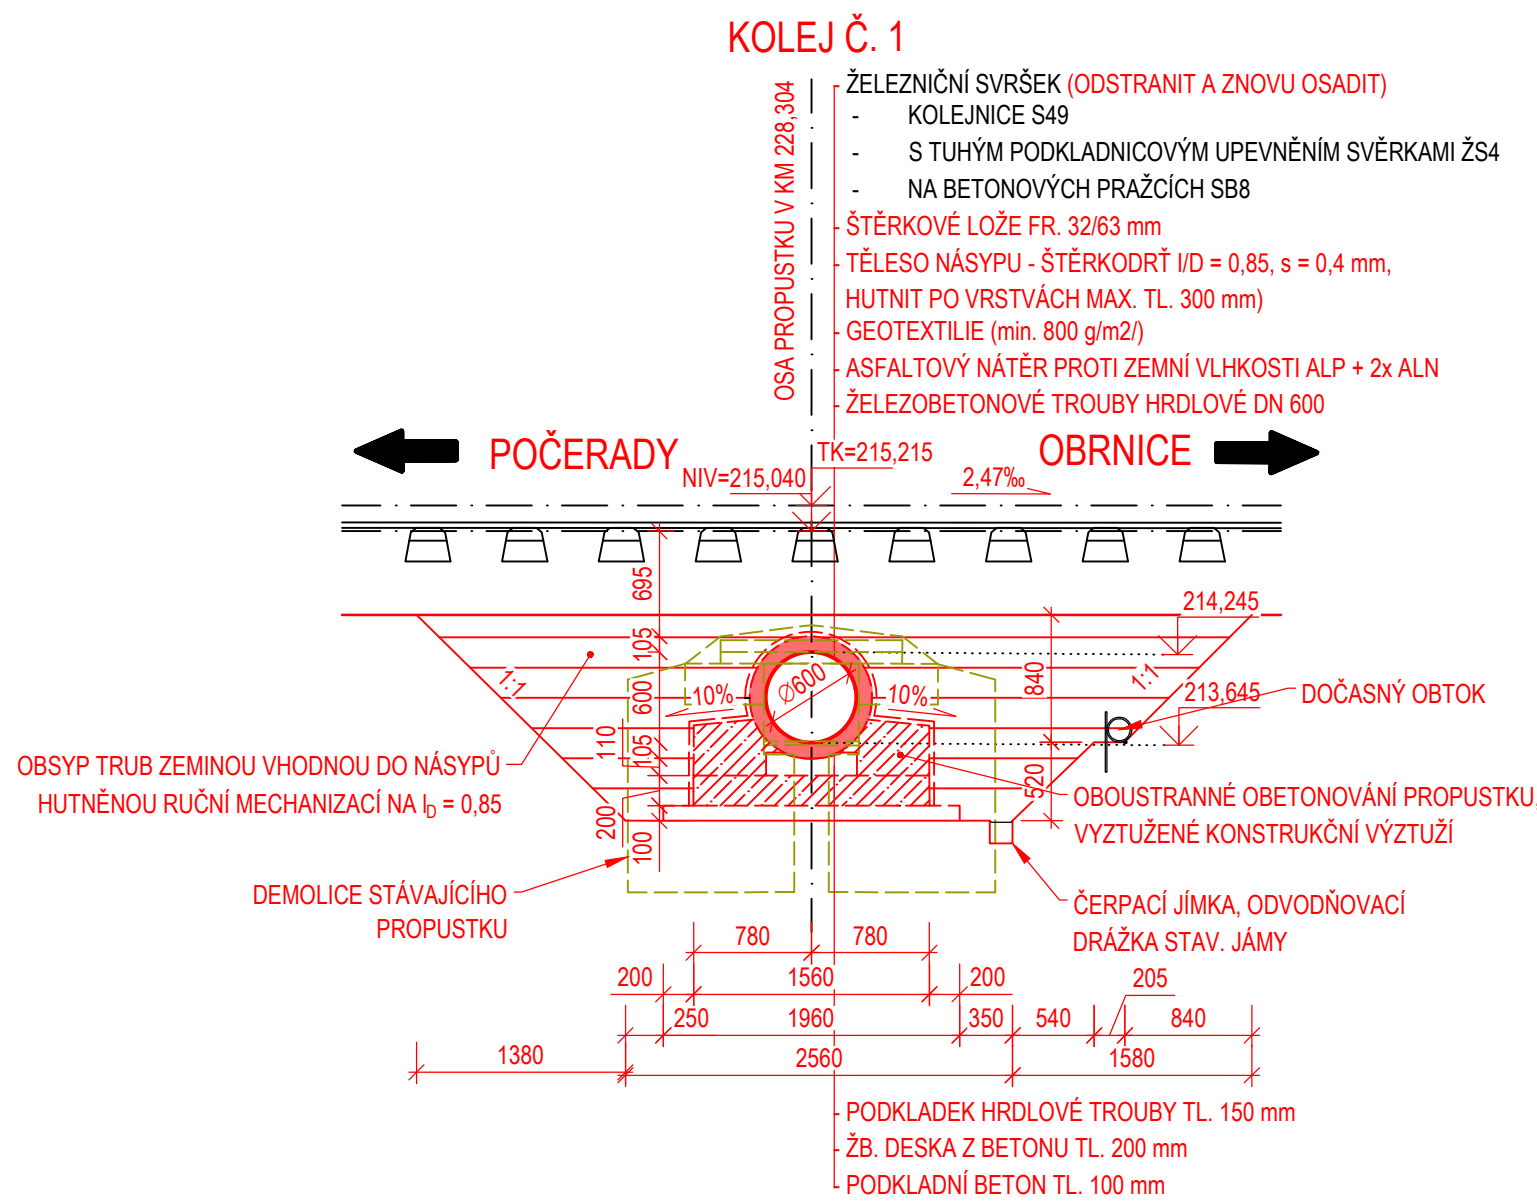 KOLEJ Č. 1
OSA PROPUSTKU V KM 228,304
ŽELEZNIČNÍ SVRŠEK (ODSTRANIT A ZNOVU OSADIT)
- KOLEJNICE S49
- S TUHÝM PODKLADNICOVÝM UPEVNĚNÍM SVĚRKAMI ŽS4
- NA BETONOVÝCH PRAŽCÍCH SB8
ŠTĚRKOVÉ LOŽE FR. 32/63 mm
TĚLESO NÁSYPU - ŠTĚRKODRŤ I/D = 0,85, s = 0,4 mm,
HUTNIT PO VRSTVÁCH MAX. TL. 300 mm)
GEOTEXTILIE (min. 800 g/m2/)
ASFALTOVÝ NÁTĚR PROTI ZEMNÍ VLHKOSTI ALP + 2x ALN
ŽELEZOBETONOVÉ TROUBY HRDLOVÉ DN 600
POČERADY
OBRNICE
TK=215,215
NIV=215,040
2,47‰
695
105
600
105
110
200
100
1:1
10%
Ø600
10%
840
520
1:1
214,245
213,645
DOČASNÝ OBTOK
OBSYP TRUB ZEMINOU VHODNOU DO NÁSYPŮ
HUTNĚNOU RUČNÍ MECHANIZACÍ NA ID = 0,85
OBOUSTRANNÉ OBETONOVÁNÍ PROPUSTKU,
VYZTUŽENÉ KONSTRUKČNÍ VÝZTUŽÍ
DEMOLICE STÁVAJÍCÍHO
PROPUSTKU
ČERPACÍ JÍMKA, ODVODŇOVACÍ
DRÁŽKA STAV. JÁMY
780 780
200 1560 200 205
250 1960 350 540 840
1380 2560 1580
PODKLADEK HRDLOVÉ TROUBY TL. 150 mm
ŽB. DESKA Z BETONU TL. 200 mm
PODKLADNÍ BETON TL. 100 mm